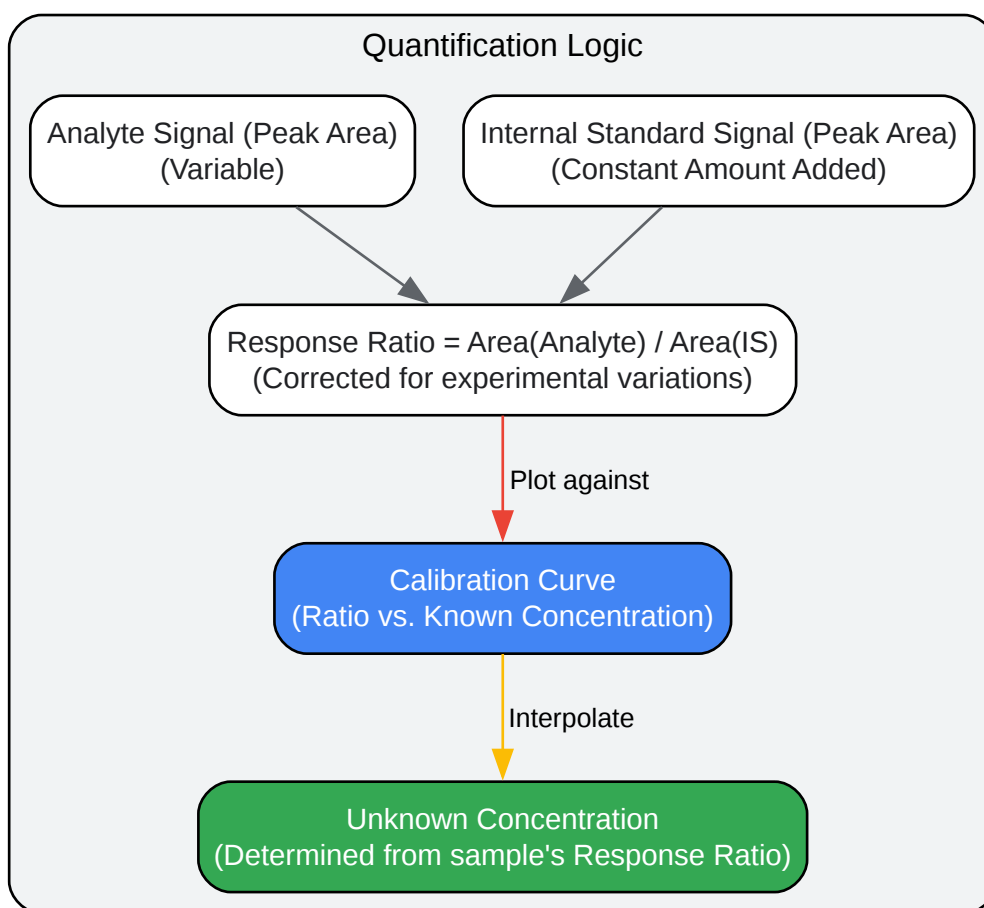 Quantification Logic
Analyte Signal (Peak Area)
(Variable)
Internal Standard Signal (Peak Area)
(Constant Amount Added)
Response Ratio = Area(Analyte) / Area(IS)
(Corrected for experimental variations)
Plot against
Calibration Curve
(Ratio vs. Known Concentration)
Interpolate
Unknown Concentration
(Determined from sample's Response Ratio)